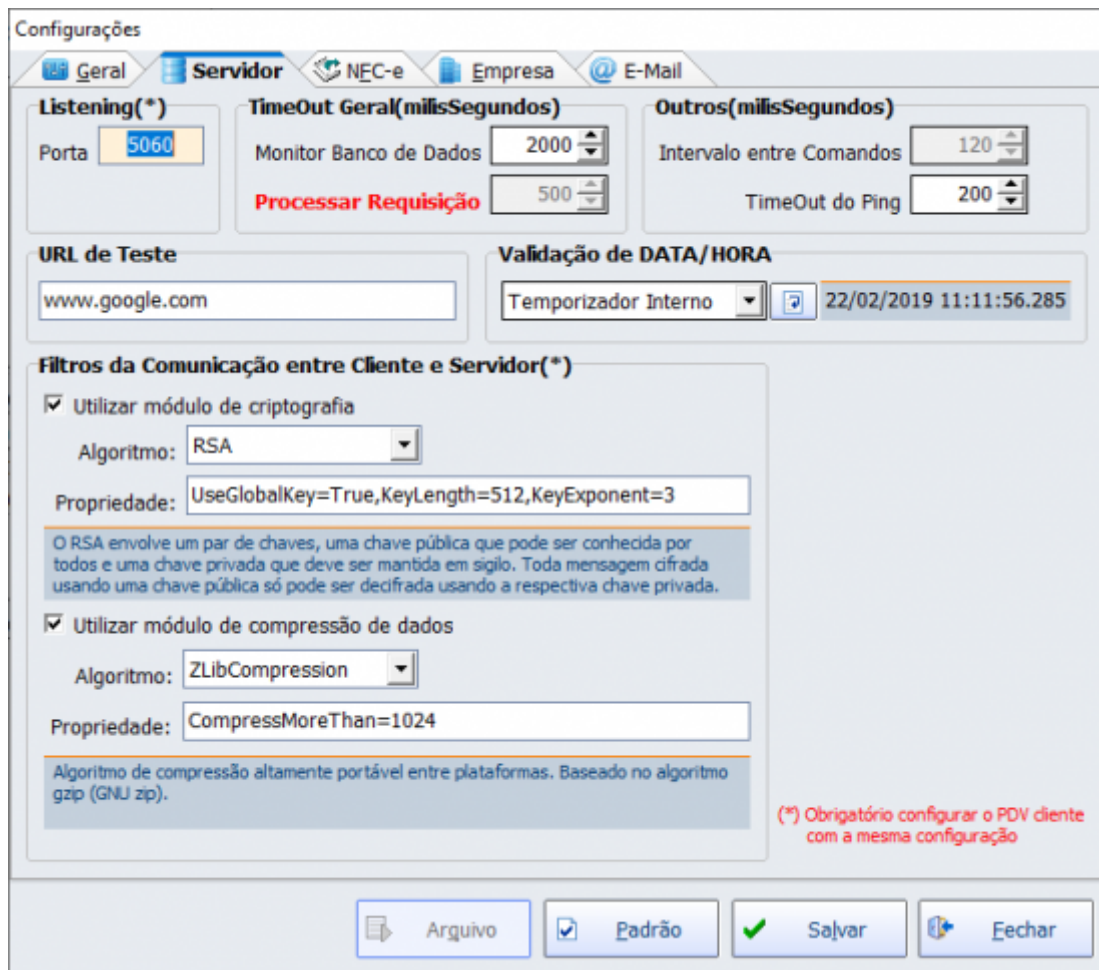 Configurações
Geral Servidor NFC-e Empresa E-Mail
Listening(*) TimeOut Geral(milisSegundos) Outros(milisSegundos)
Porta 5060 Monitor Banco de Dados 2000 Intervalo entre Comandos 120
Processar Requisição 500 TimeOut do Ping 200
URL de Teste Validação de DATA/HORA
www.google.com Temporizador Interno 22/02/2019 11:11:56.285
Filtros da Comunicação entre Cliente e Servidor(*)
Utilizar módulo de criptografia
Algoritmo: RSA
Propriedade: UseGlobalKey=True,KeyLength=512,KeyExponent=3
O RSA envolve um par de chaves, uma chave pública que pode ser conhecida por
todos e uma chave privada que deve ser mantida em sigilo. Toda mensagem cifrada
usando uma chave pública só pode ser decifrada usando a respectiva chave privada.
Utilizar módulo de compressão de dados
Algoritmo: ZLibCompression
Propriedade: CompressMoreThan=1024
Algoritmo de compressão altamente portável entre plataformas. Baseado no algoritmo
gzip (GNU zip).
(*) Obrigatório configurar o PDV cliente
com a mesma configuração
Arquivo Padrão Salvar Fechar